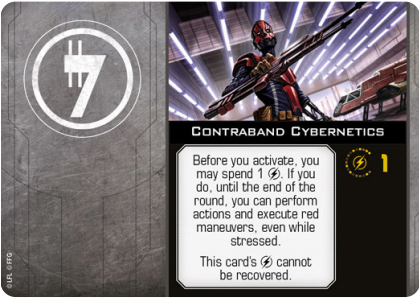 Contraband Cybernetics
Before you activate, you
may spend 1 . If you
do, until the end of the
round, you can perform
actions and execute red
maneuvers, even while
stressed.
This card's cannot
be recovered.
1
7
© LFL © FFG